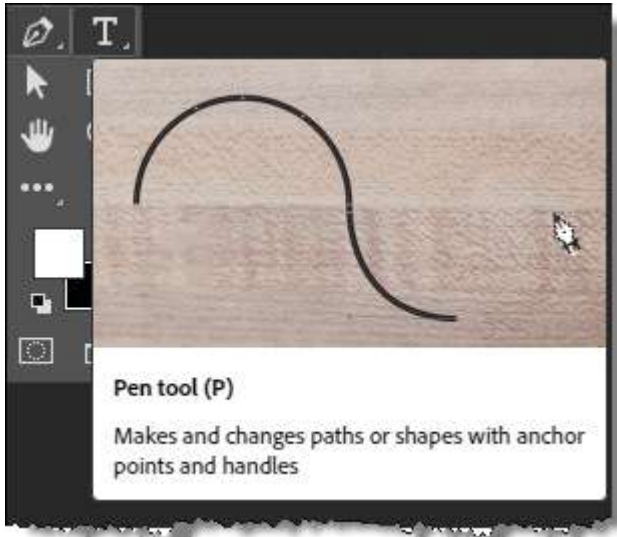 T
Pen tool (P)
Makes and changes paths or shapes with anchor
points and handles